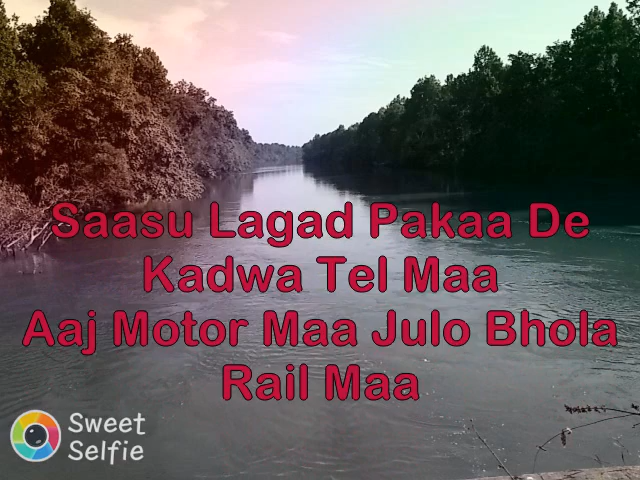 Saasu Lagad Pakaa De
Kadwa Tel Maa
Aaj Motor Maa Julo Bhola
Rail Maa
Sweet
Selfie